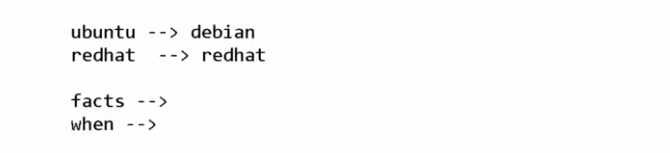 ubuntu --> debian
redhat  --> redhat
facts -->
when -->